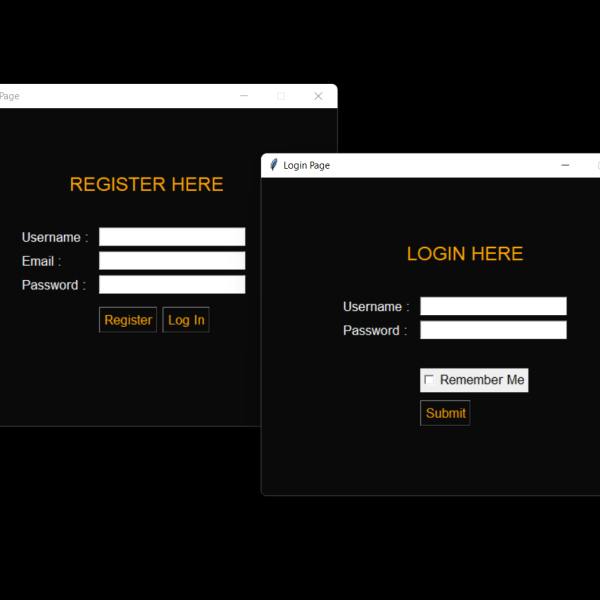 Page
REGISTER HERE
Username :
Email :
Password :
Register Log In
Login Page
LOGIN HERE
Username :
Password :
Remember Me
Submit